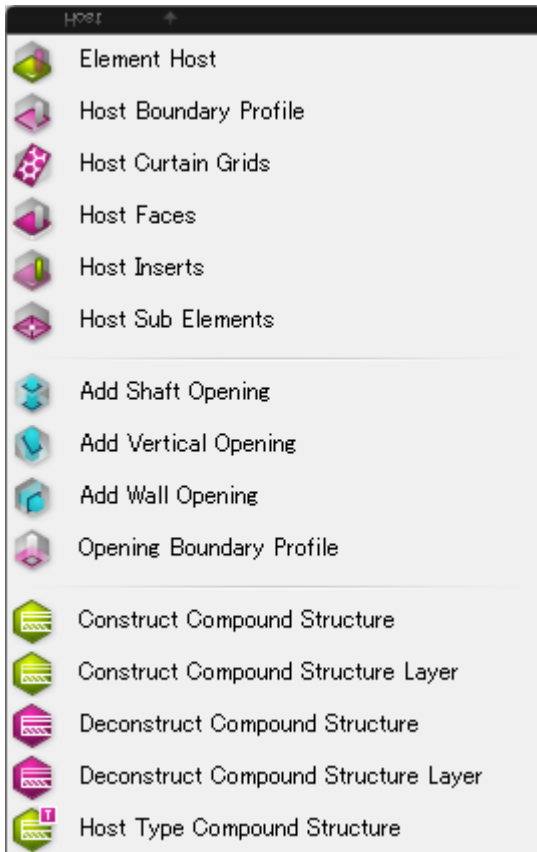 Host
Element Host
Host Boundary Profile
Host Curtain Grids
Host Faces
Host Inserts
Host Sub Elements
Add Shaft Opening
Add Vertical Opening
Add Wall Opening
Opening Boundary Profile
Construct Compound Structure
Construct Compound Structure Layer
Deconstruct Compound Structure
Deconstruct Compound Structure Layer
T
Host Type Compound Structure